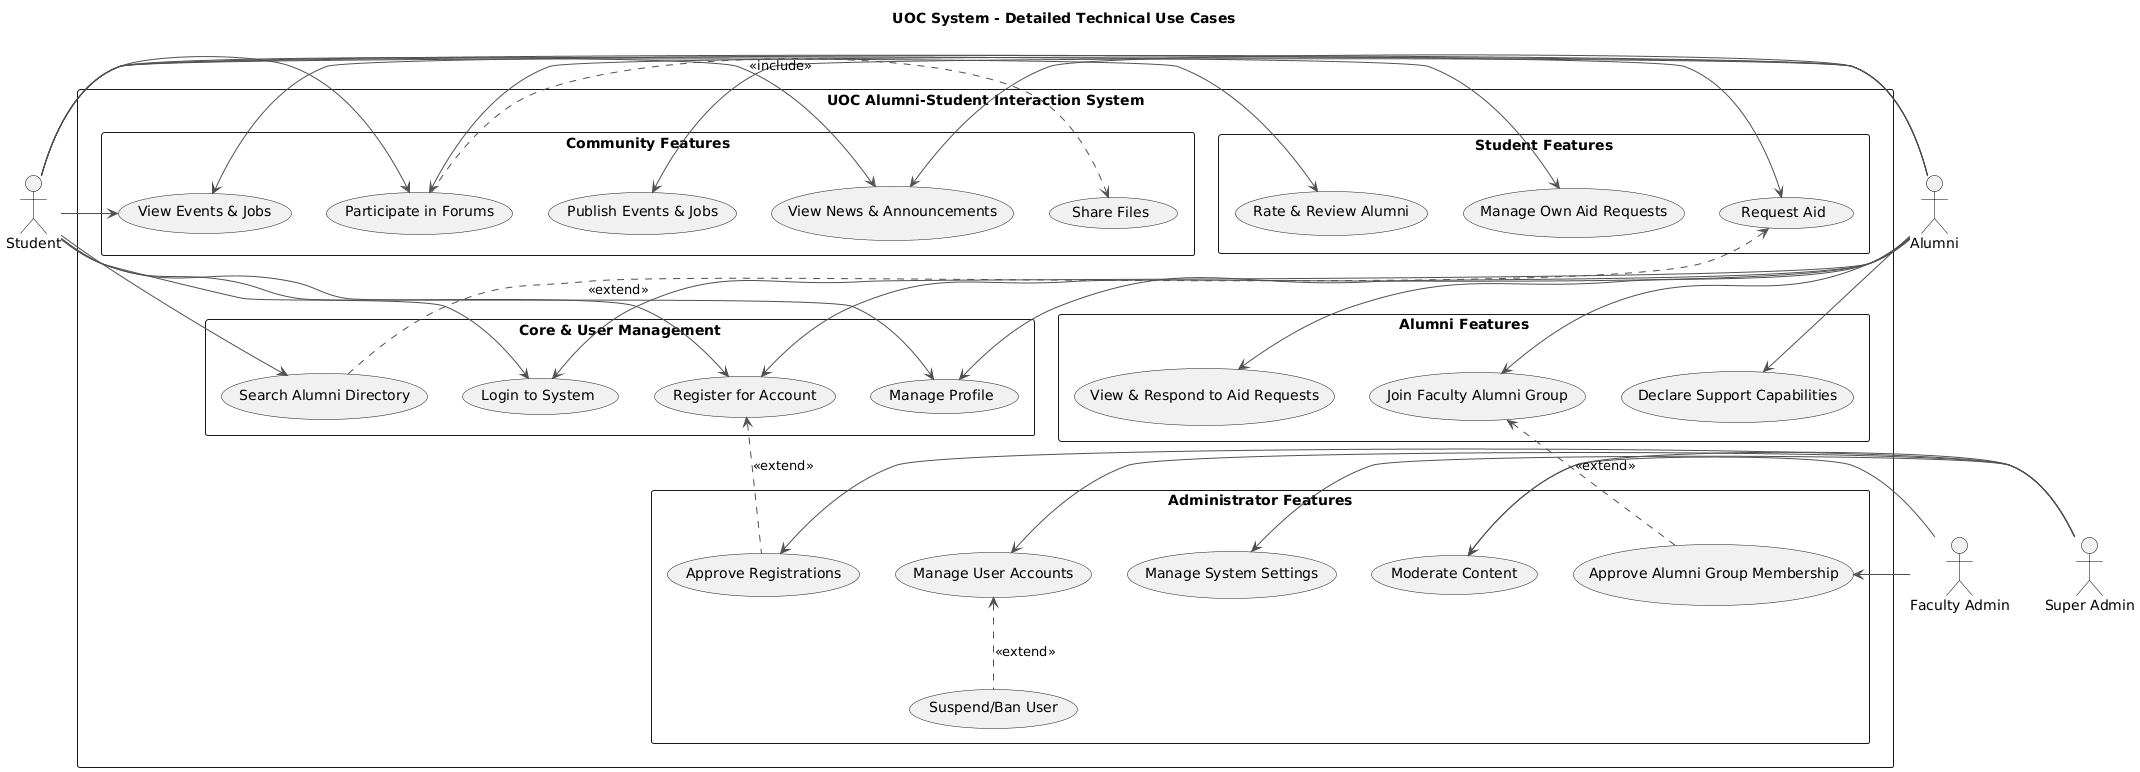 UOC System - Detailed Technical Use Cases
«include»
UOC Alumni-Student Interaction System
Community Features
Student Features
View Events & Jobs
Participate in Forums
Publish Events & Jobs
View News & Announcements
Share Files
Rate & Review Alumni
Manage Own Aid Requests
Request Aid
Student
Alumni
«extend»
Core & User Management
Alumni Features
Search Alumni Directory
Login to System
Register for Account
Manage Profile
View & Respond to Aid Requests
Join Faculty Alumni Group
Declare Support Capabilities
«extend»
«extend»
Administrator Features
Approve Registrations
Manage User Accounts
Manage System Settings
Moderate Content
Approve Alumni Group Membership
Faculty Admin
Super Admin
«extend»
Suspend/Ban User